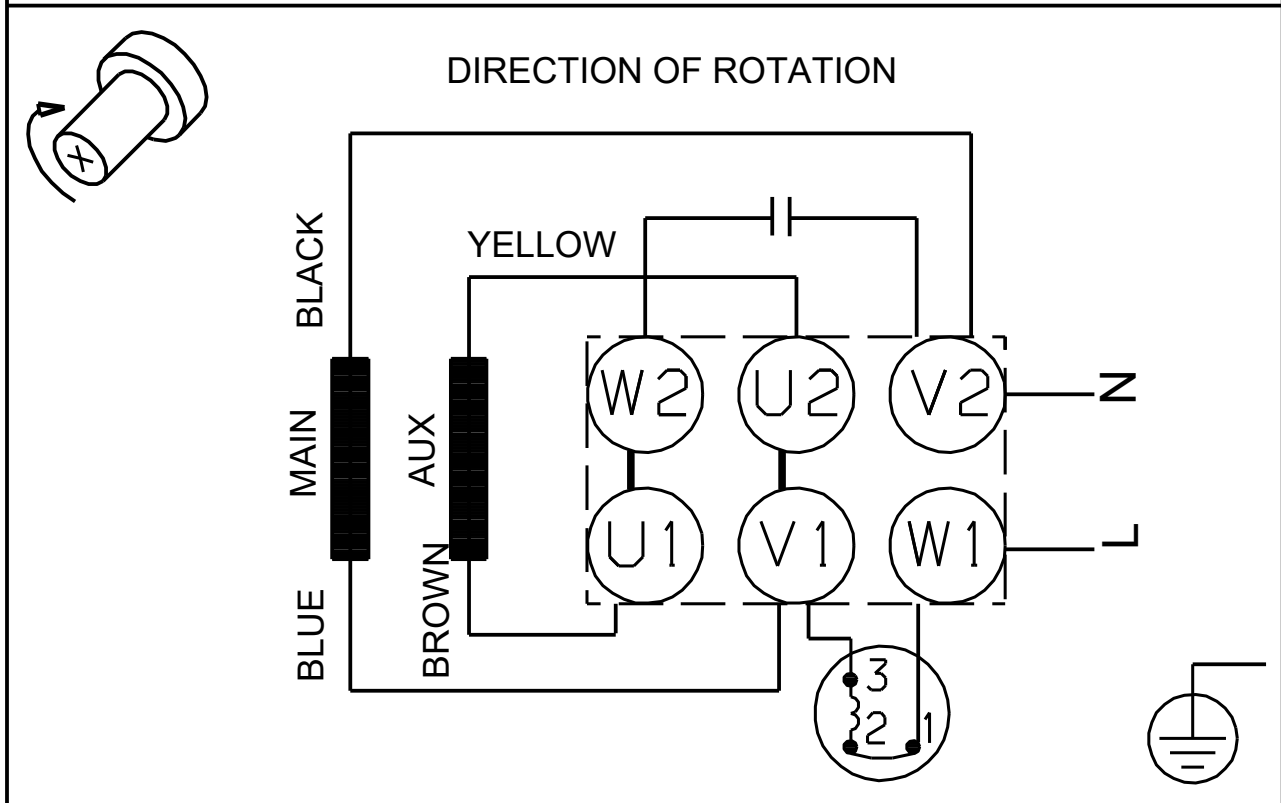 DIRECTION OF ROTATION
BLACK
YELLOW
MAIN
AUX
BLUE
BROWN
W2 U2 V2
N
U1 V1 W1
L
3
2 1